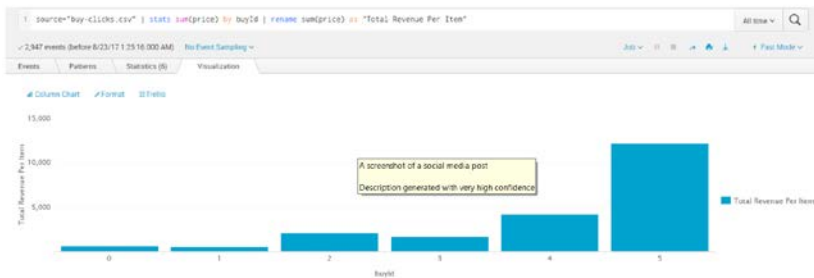 1 source="buy-clicks.csv" | stats sum(price) by buyId | rename sum(price) as "Total Revenue Per Item"
All time
2,947 events (before 8/23/17 1:25:16.000 AM) No Event Sampling
Job
Fast Mode
Events Patterns Statistics (6) Visualization
Column Chart Format Trellis
15,000
10,000
5,000
Total Revenue Per Item
A screenshot of a social media post
Description generated with very high confidence
Total Revenue Per Item
0 1 2 3 4 5
buyId